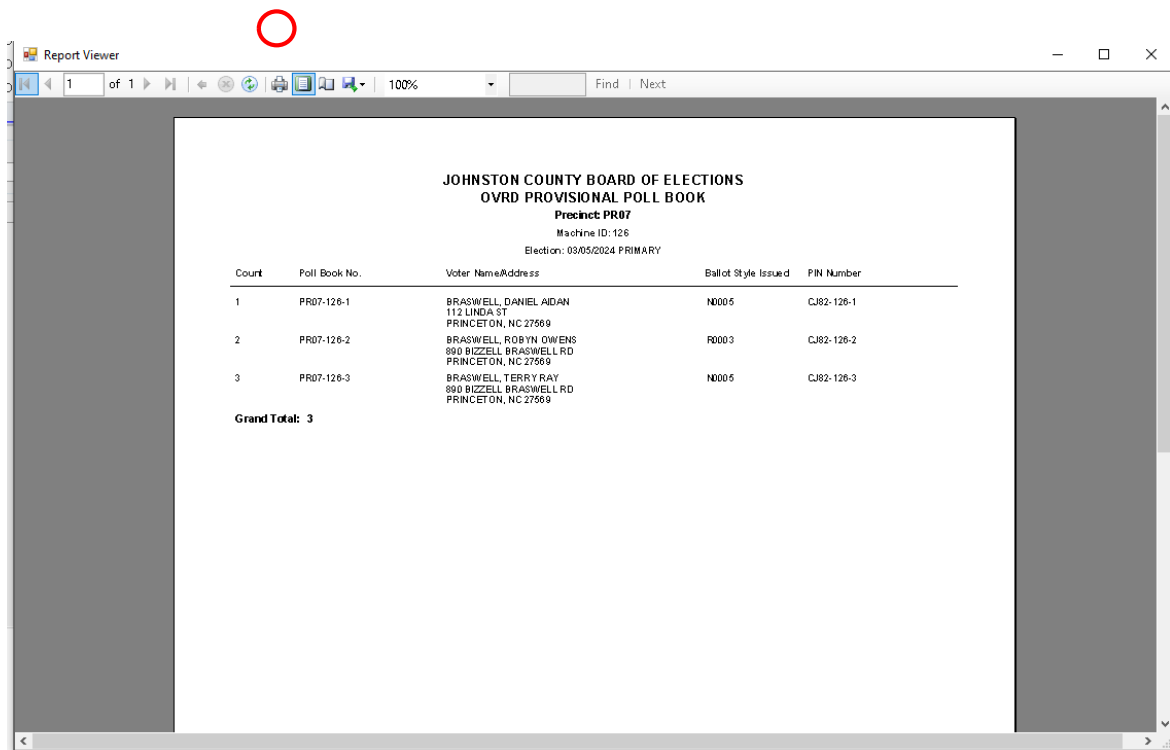 Report Viewer
1 of 1 100% Find | Next
JOHNSTON COUNTY BOARD OF ELECTIONS
OVRD PROVISIONAL POLL BOOK
Precinct: PR07
Machine ID: 126
Election: 03/05/2024 PRIMARY
Count Poll Book No. Voter Name/Address Ballot Style Issued PIN Number
1 PR07-126-1 BRASWELL, DANIEL AIDAN N0005 CJ82-126-1
112 LINDA ST
PRINCETON, NC 27569
2 PR07-126-2 BRASWELL, ROBYN OWENS R0003 CJ82-126-2
890 BIZZELL BRASWELL RD
PRINCETON, NC 27569
3 PR07-126-3 BRASWELL, TERRY RAY N0005 CJ82-126-3
890 BIZZELL BRASWELL RD
PRINCETON, NC 27569
Grand Total: 3